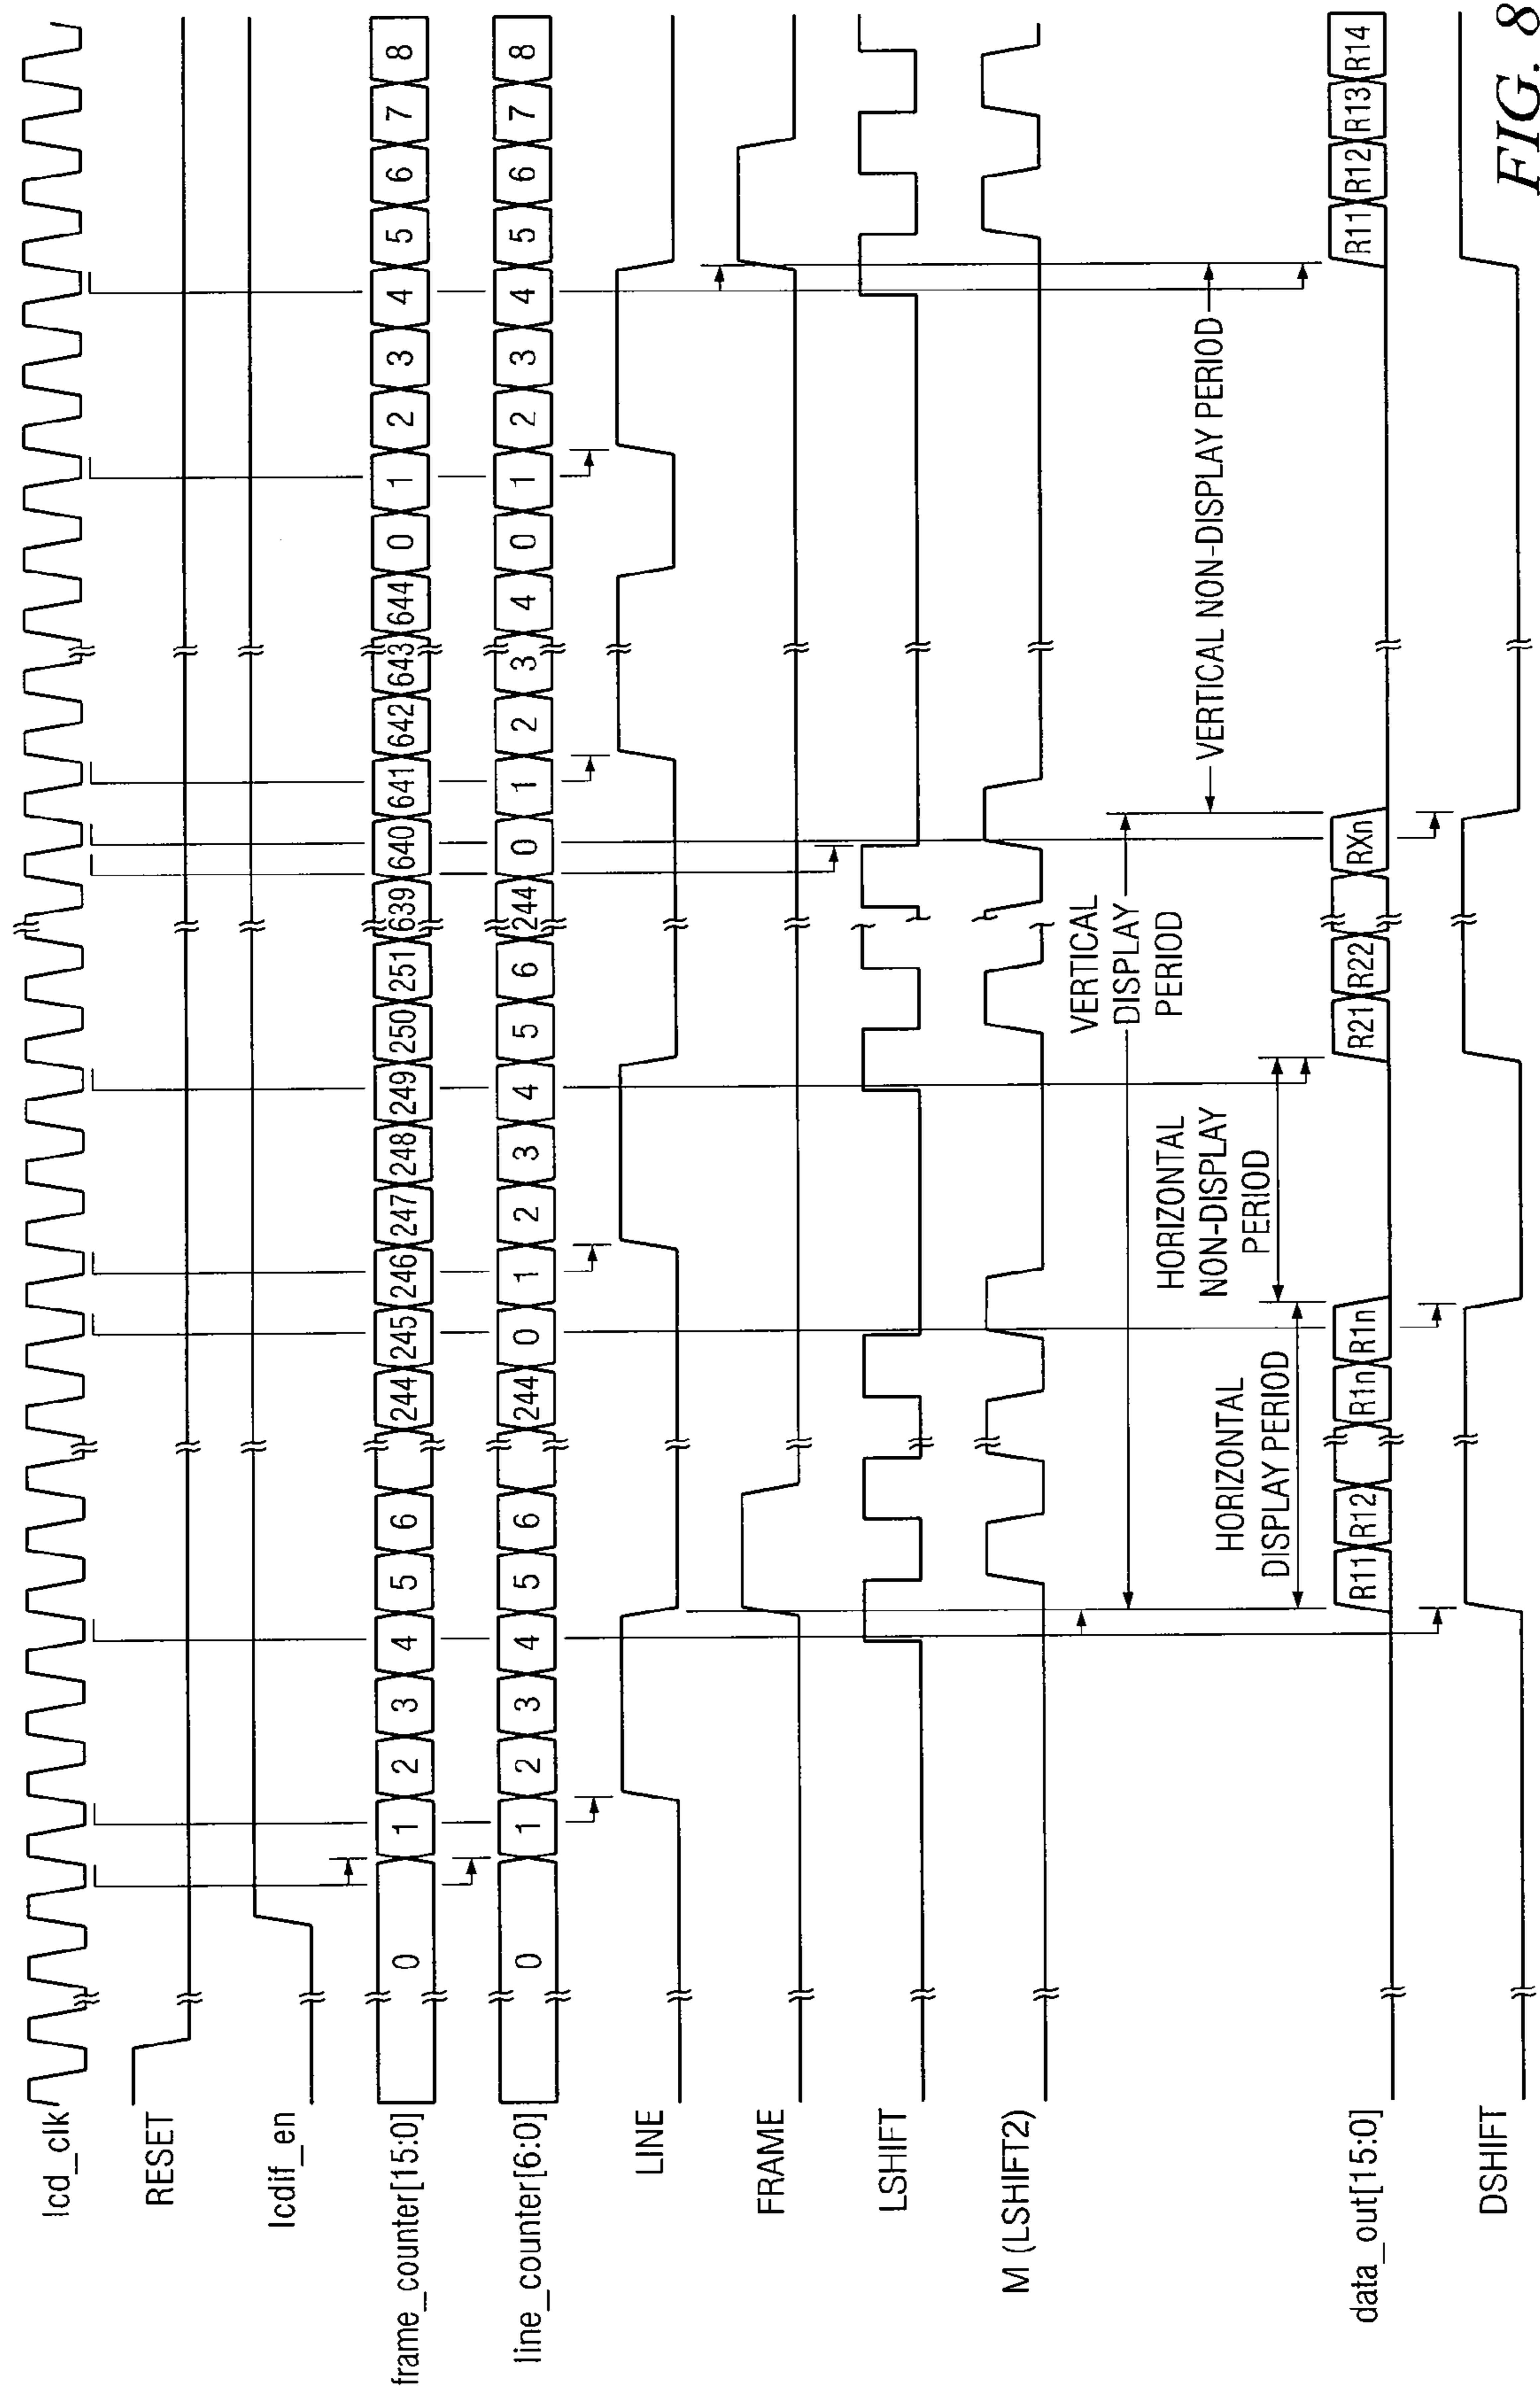 lcd_clk
RESET
lcdif_en
frame_counter[15:0]
0 1 2 3 4 5 6 244 245 246 247 248 249 250 251 639 640 641 642 643 644 0 1 2 3 4 5 6 7 8
line_counter[6:0]
0 1 2 3 4 5 6 244 0 1 2 3 4 5 6 244 0 1 2 3 4 0 1 2 3 4 5 6 7 8
LINE
FRAME
LSHIFT
M (LSHIFT2)
VERTICAL
DISPLAY
PERIOD
VERTICAL NON-DISPLAY PERIOD
HORIZONTAL
DISPLAY PERIOD
HORIZONTAL
NON-DISPLAY
PERIOD
data_out[15:0]
R11 R12 R1n R1n R21 R22 RXn R11 R12 R13 R14
DSHIFT
FIG. 8